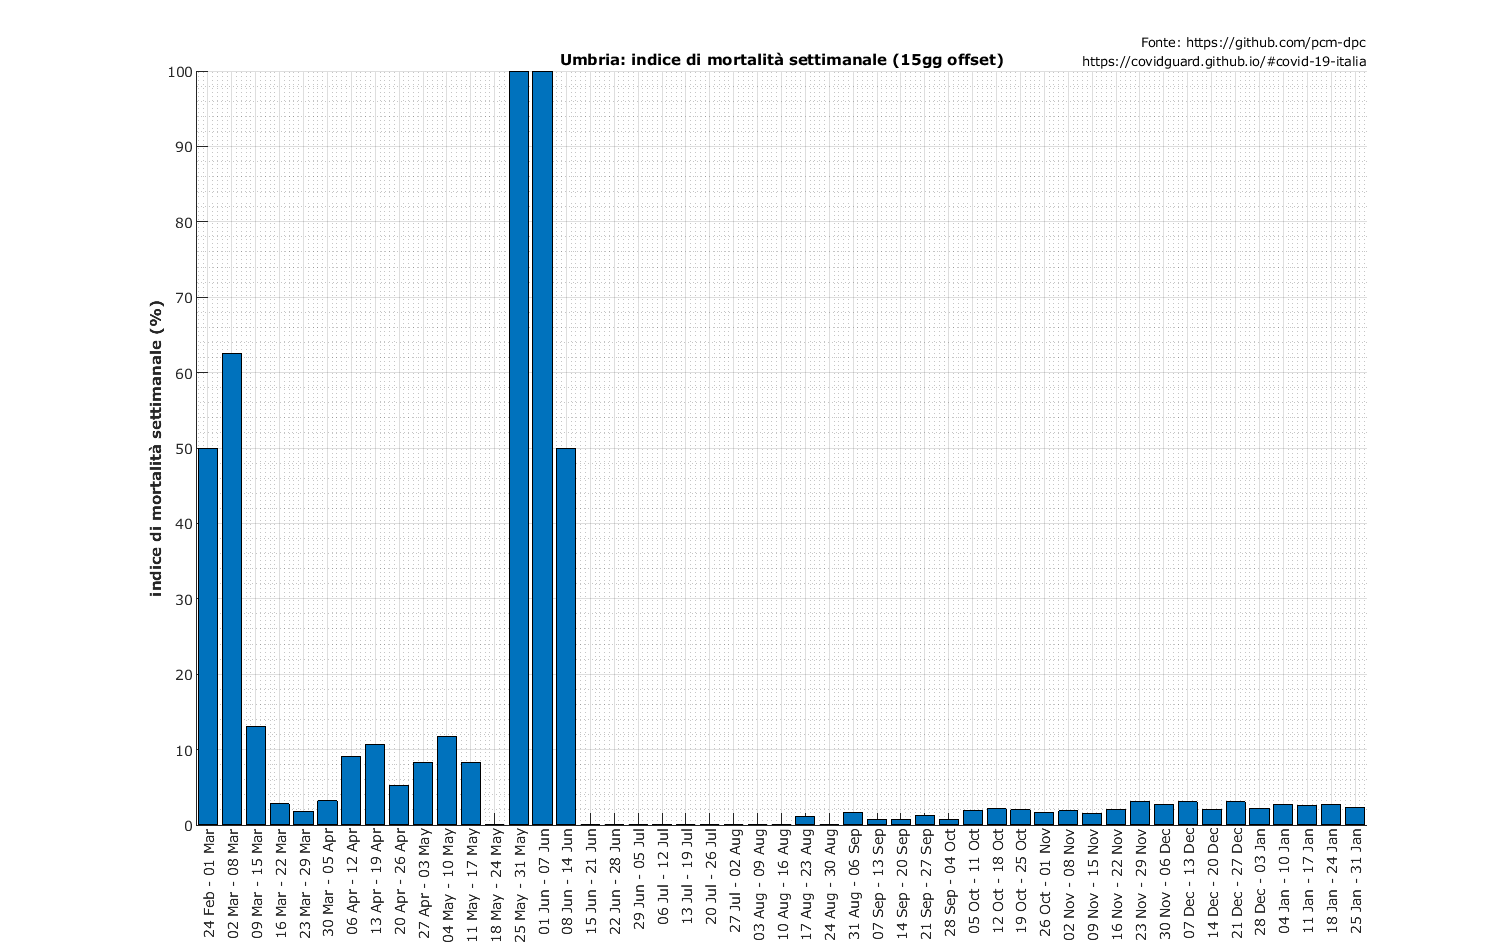 Fonte: https://github.com/pcm-dpc
Umbria: indice di mortalità settimanale (15gg offset)
https://covidguard.github.io/#covid-19-italia
indice di mortalità settimanale (%)
100
90
80
70
60
50
40
30
20
10
0
24 Feb - 01 Mar
02 Mar - 08 Mar
09 Mar - 15 Mar
16 Mar - 22 Mar
23 Mar - 29 Mar
30 Mar - 05 Apr
06 Apr - 12 Apr
13 Apr - 19 Apr
20 Apr - 26 Apr
27 Apr - 03 May
04 May - 10 May
11 May - 17 May
18 May - 24 May
25 May - 31 May
01 Jun - 07 Jun
08 Jun - 14 Jun
15 Jun - 21 Jun
22 Jun - 28 Jun
29 Jun - 05 Jul
06 Jul - 12 Jul
13 Jul - 19 Jul
20 Jul - 26 Jul
27 Jul - 02 Aug
03 Aug - 09 Aug
10 Aug - 16 Aug
17 Aug - 23 Aug
24 Aug - 30 Aug
31 Aug - 06 Sep
07 Sep - 13 Sep
14 Sep - 20 Sep
21 Sep - 27 Sep
28 Sep - 04 Oct
05 Oct - 11 Oct
12 Oct - 18 Oct
19 Oct - 25 Oct
26 Oct - 01 Nov
02 Nov - 08 Nov
09 Nov - 15 Nov
16 Nov - 22 Nov
23 Nov - 29 Nov
30 Nov - 06 Dec
07 Dec - 13 Dec
14 Dec - 20 Dec
21 Dec - 27 Dec
28 Dec - 03 Jan
04 Jan - 10 Jan
11 Jan - 17 Jan
18 Jan - 24 Jan
25 Jan - 31 Jan